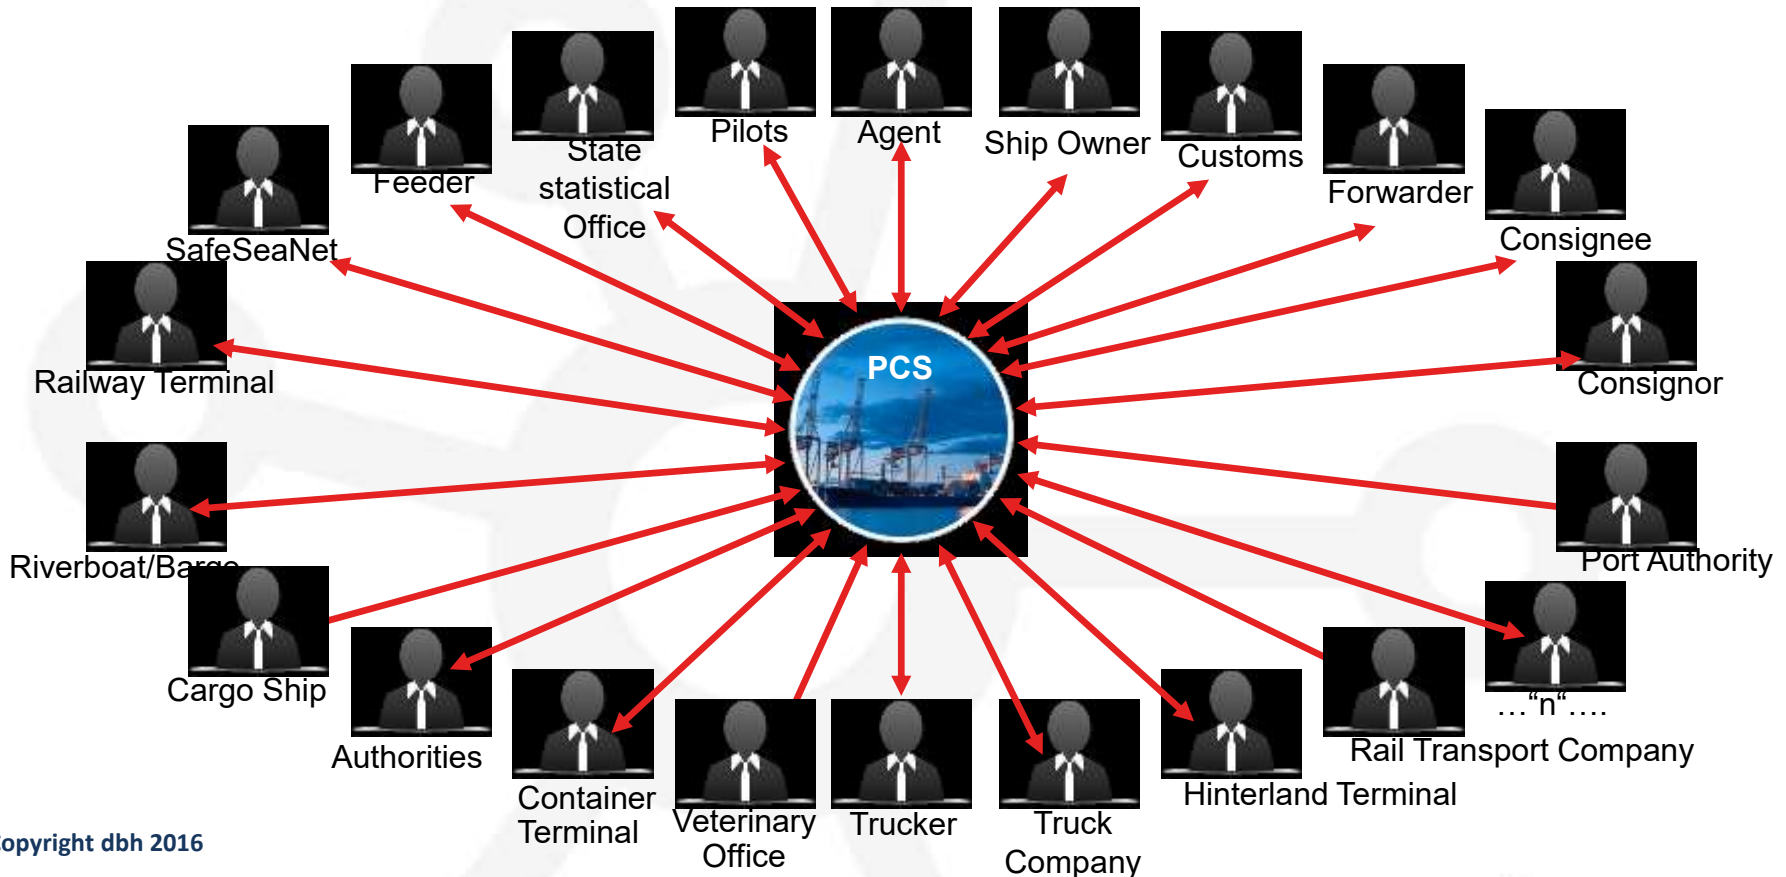 Pilots
Agent
Ship Owner
Customs
State
statistical
Office
Feeder
Forwarder
SafeSeaNet
Consignee
Railway Terminal
Consignor
PCS
Riverboat/Barge
Port Authority
Cargo Ship
…“n“….
Authorities
Rail Transport Company
Container
Terminal
Hinterland Terminal
Veterinary
Office
Trucker
Truck
Company
opyright dbh 2016